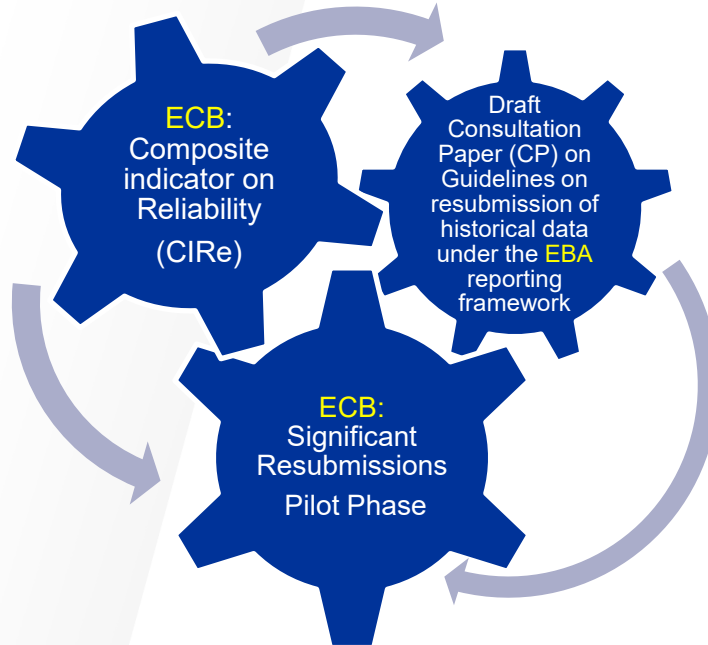 ECB:
Composite
indicator on
Reliability
(CIRe)
Draft
Consultation
Paper (CP) on
Guidelines on
resubmission of
historical data
under the EBA
reporting
framework
ECB:
Significant
Resubmissions
Pilot Phase